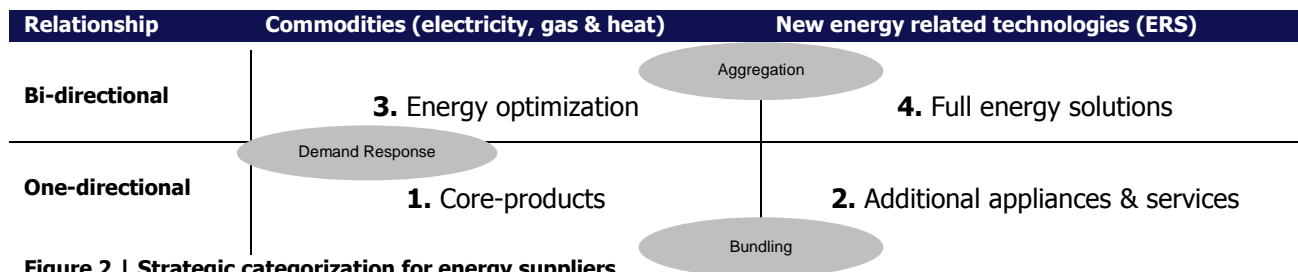 Relationship Commodities (electricity, gas & heat) New energy related technologies (ERS)
Aggregation
Bi-directional 3. Energy optimization 4. Full energy solutions
Demand Response
One-directional 1. Core-products 2. Additional appliances & services
Bundling
Figure 2 | Strategic categorization for energy suppliers